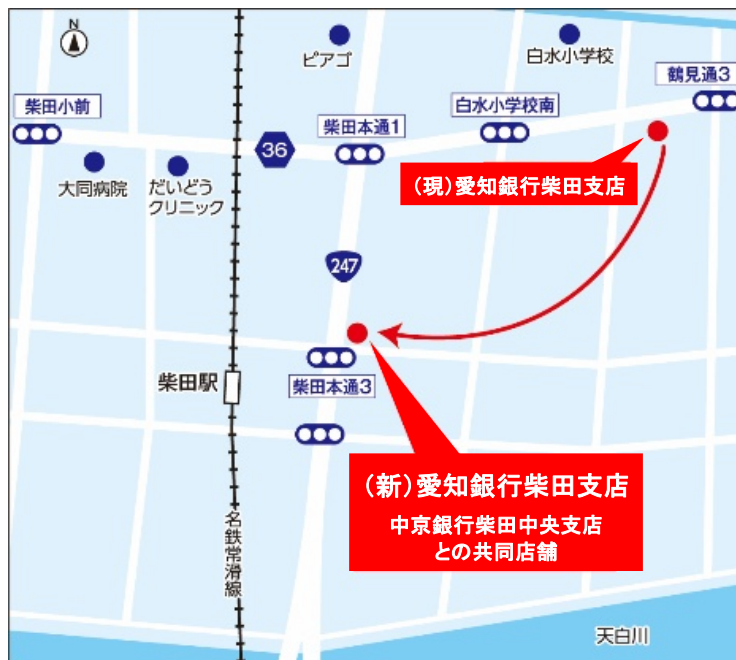 N
ピアゴ
白水小学校
鶴見通3
柴田小前
柴田本通1
白水小学校南
36
大同病院
だいどう
クリニック
（現）愛知銀行柴田支店
247
柴田駅
柴田本通3
（新）愛知銀行柴田支店
中京銀行柴田中央支店
との共同店舗
名鉄常滑線
天白川